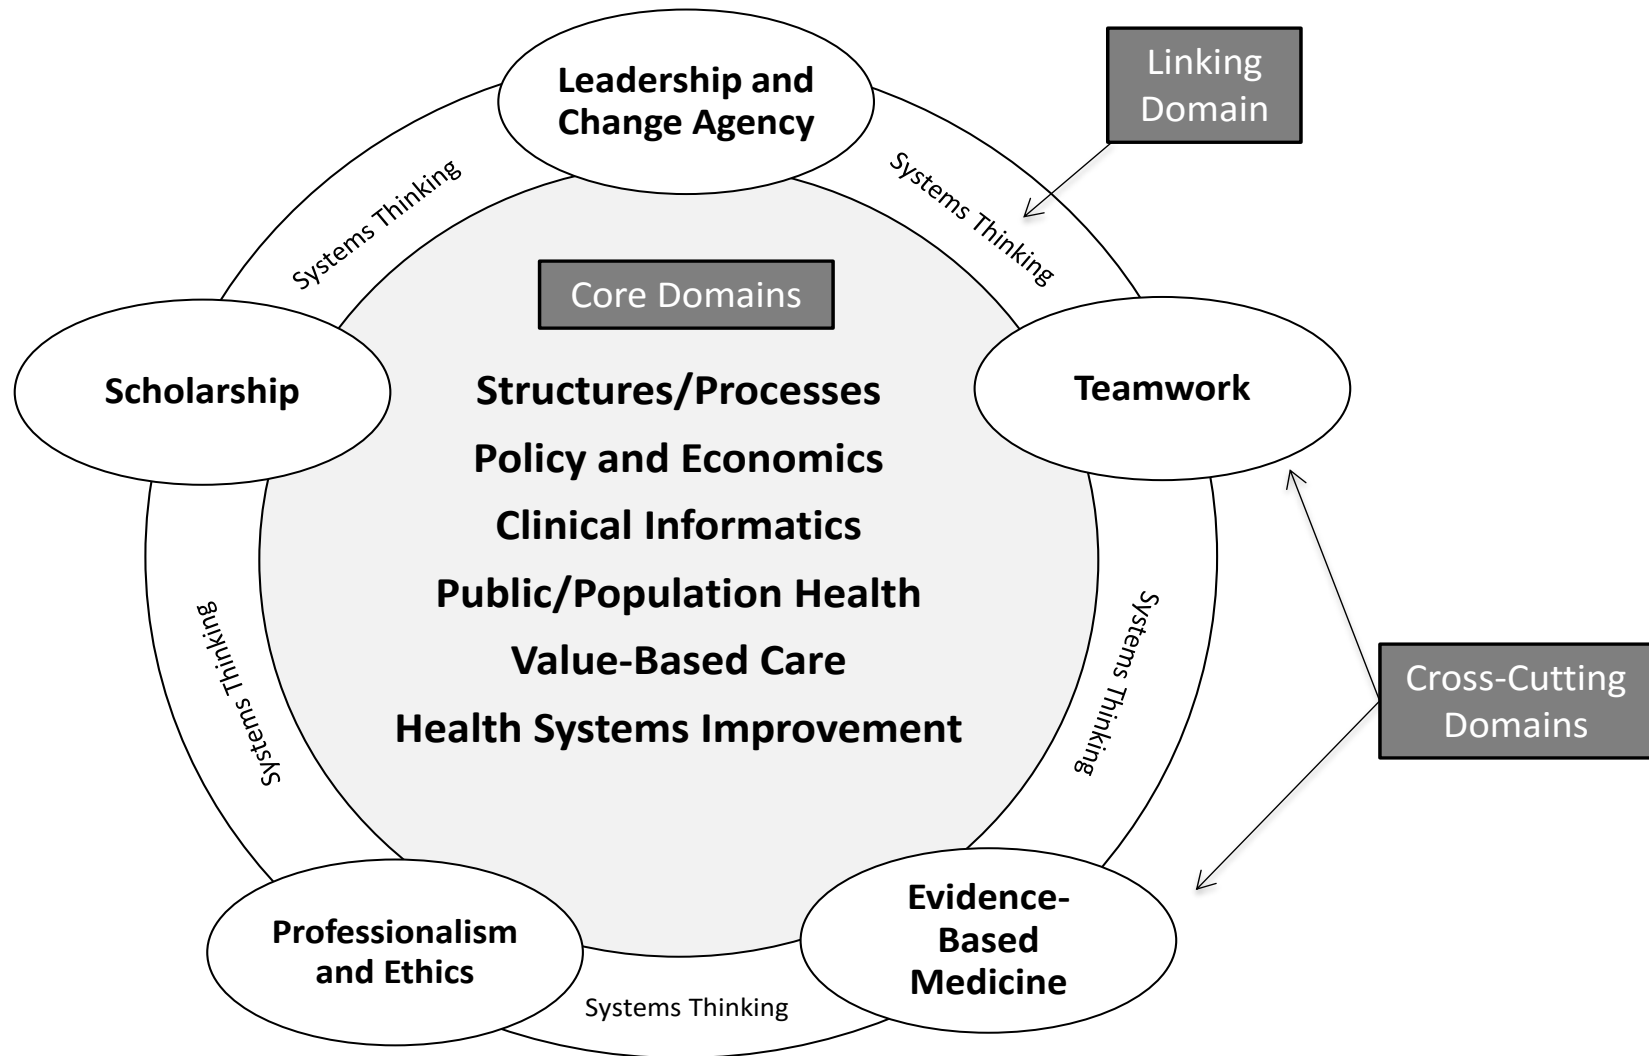 Leadership and
Change Agency
Linking
Domain
Systems Thinking
Systems Thinking
Core Domains
Scholarship
Teamwork
Structures/Processes
Policy and Economics
Clinical Informatics
Public/Population Health
Value-Based Care
Health Systems Improvement
Systems Thinking
Systems Thinking
Cross-Cutting
Domains
Professionalism
and Ethics
Evidence-
Based
Medicine
Systems Thinking